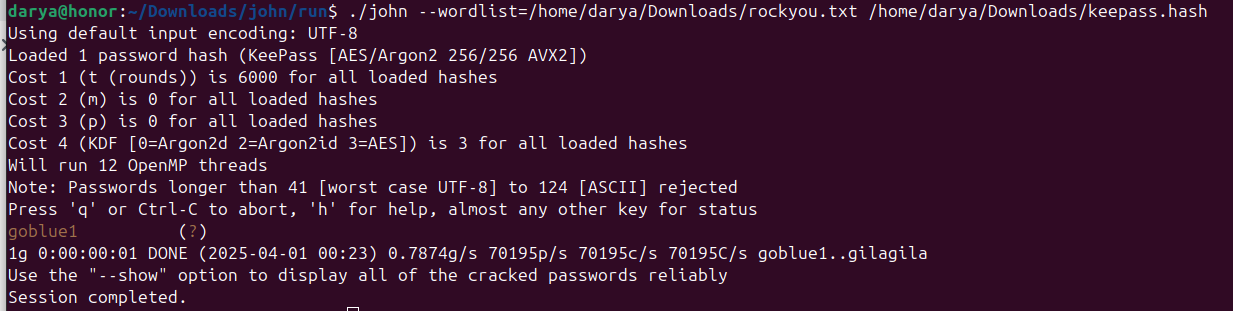 darya@honor:~/Downloads/john/run$ ./john --wordlist=/home/darya/Downloads/rockyou.txt /home/darya/Downloads/keepass.hash
Using default input encoding: UTF-8
Loaded 1 password hash (KeePass [AES/Argon2 256/256 AVX2])
Cost 1 (t (rounds)) is 6000 for all loaded hashes
Cost 2 (m) is 0 for all loaded hashes
Cost 3 (p) is 0 for all loaded hashes
Cost 4 (KDF [0=Argon2d 2=Argon2id 3=AES]) is 3 for all loaded hashes
Will run 12 OpenMP threads
Note: Passwords longer than 41 [worst case UTF-8] to 124 [ASCII] rejected
Press 'q' or Ctrl-C to abort, 'h' for help, almost any other key for status
goblue1          (?)
1g 0:00:00:01 DONE (2025-04-01 00:23) 0.7874g/s 70195p/s 70195c/s 70195C/s goblue1..gilagila
Use the "--show" option to display all of the cracked passwords reliably
Session completed.